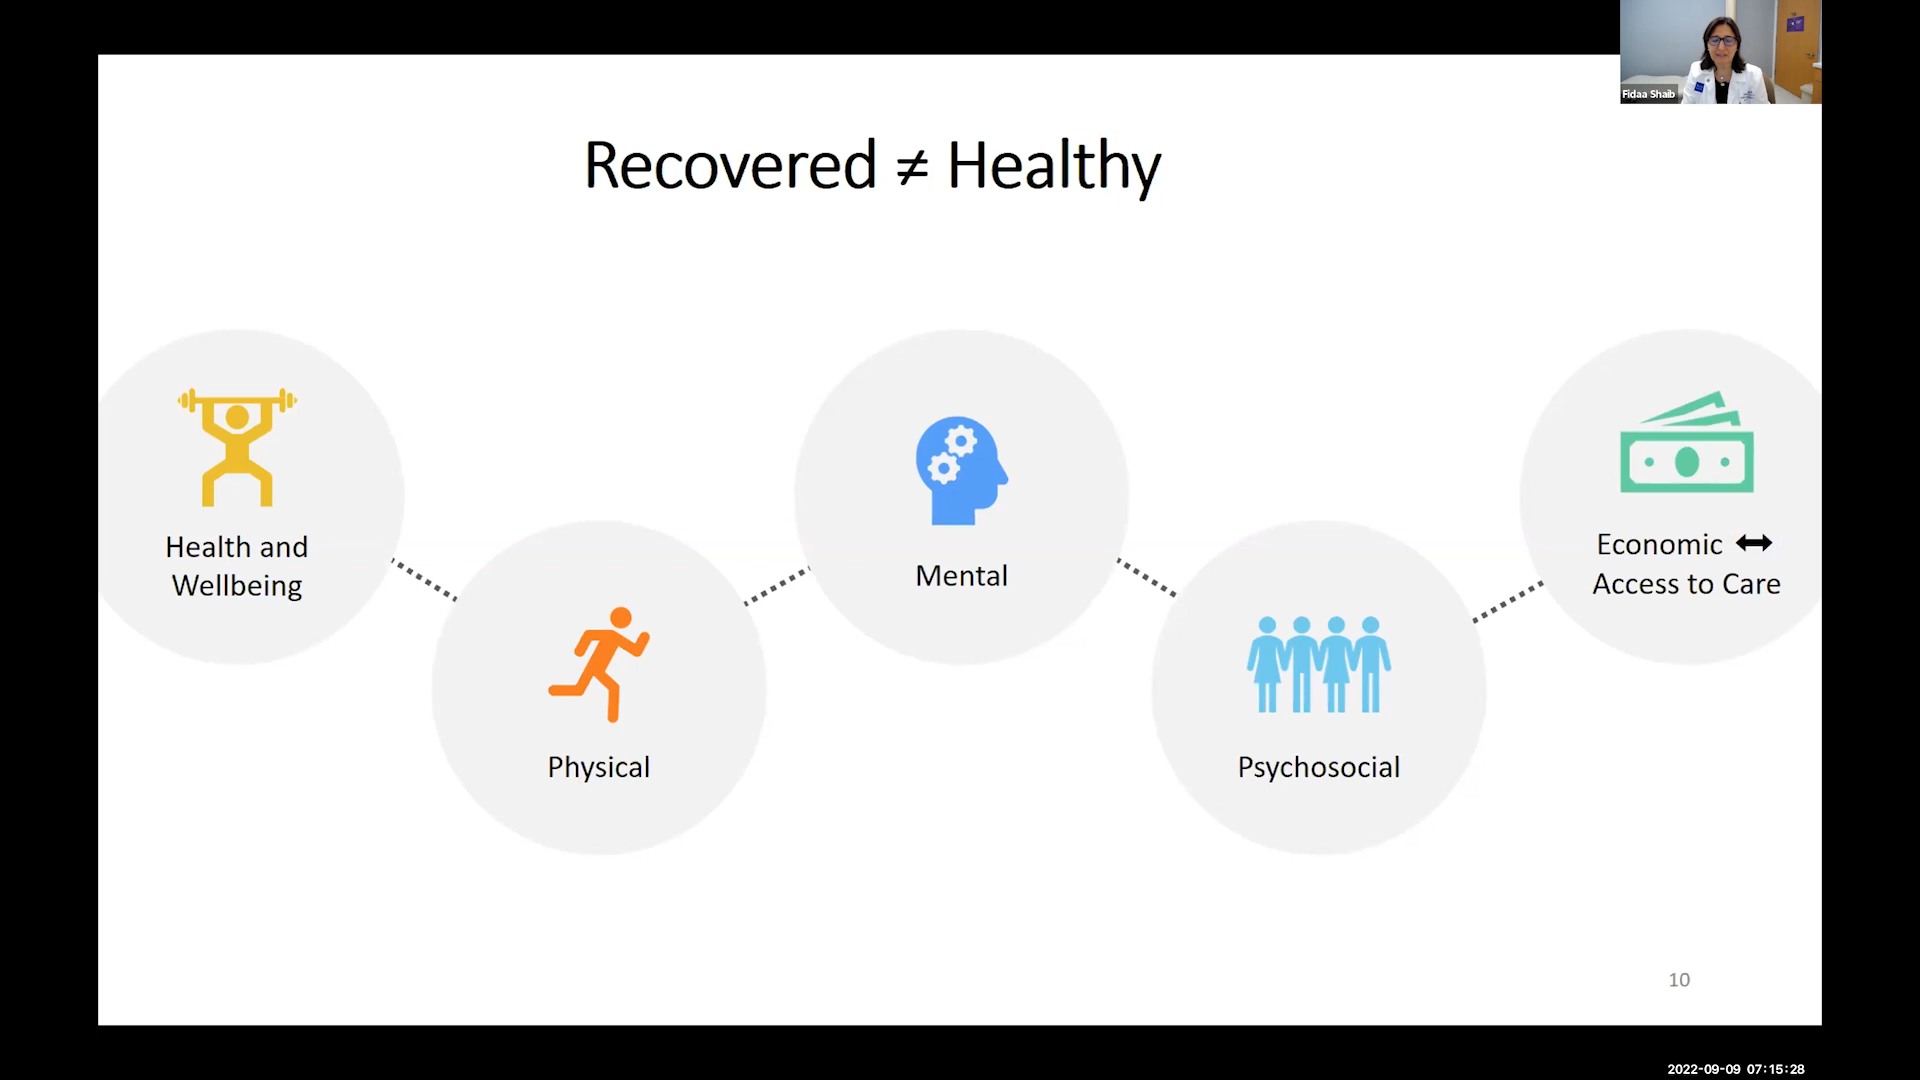 Fidaa Shaib
Recovered ≠ Healthy
Health and
Wellbeing
Physical
Mental
Psychosocial
Economic ⬌
Access to Care
10
2022-09-09 07:15:28